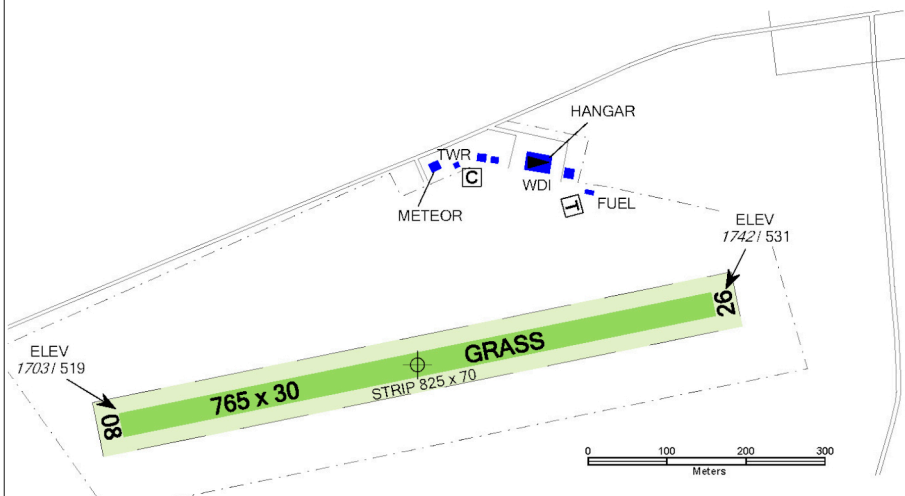 HANGAR
TWR
C
WDI
METEOR
T
FUEL
ELEV
1742 / 531
26
GRASS
ELEV
1703 / 519
765 x 30
STRIP 825 x 70
08
0 100 200 300
Meters